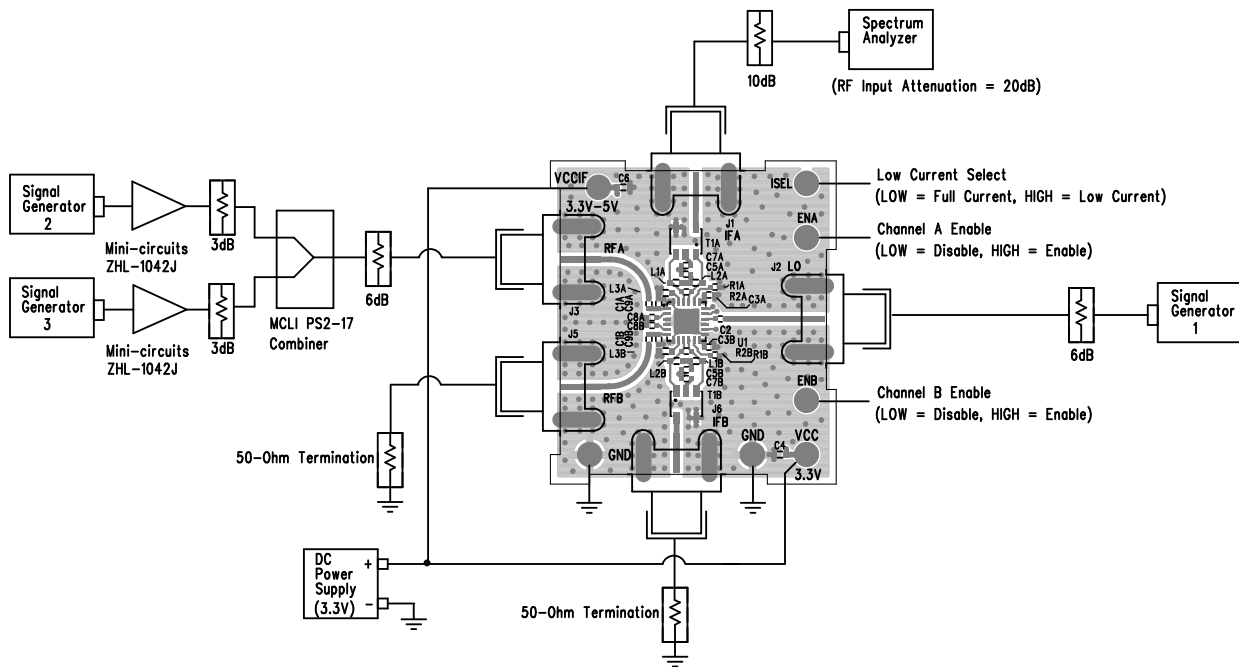 Spectrum
Analyzer
10dB
(RF Input Attenuation = 20dB)
Signal
Generator
2
Mini-circuits
ZHL-1042J
3dB
Signal
Generator
3
Mini-circuits
ZHL-1042J
3dB
MCLI PS2-17
Combiner
6dB
50-Ohm Termination
DC
Power
Supply
(3.3V)
+
-
50-Ohm Termination
VCCIF
3.3V-5V
C6
J1
IFA
T1A
C7A
C5A
L1A
L2A
R1A
R2A
C3A
RFA
L3A
C1A
C9A
J3
C8A
C8B
J5
C1B
C9B
L3B
RFB
C2
C3B
U1
R2B
R1B
L2B
L1B
C5B
C7B
T1B
J6
IFB
GND
GND
C4
VCC
3.3V
ISEL
ENA
J2
LO
ENB
Low Current Select
(LOW = Full Current, HIGH = Low Current)
Channel A Enable
(LOW = Disable, HIGH = Enable)
Signal
Generator
1
6dB
Channel B Enable
(LOW = Disable, HIGH = Enable)